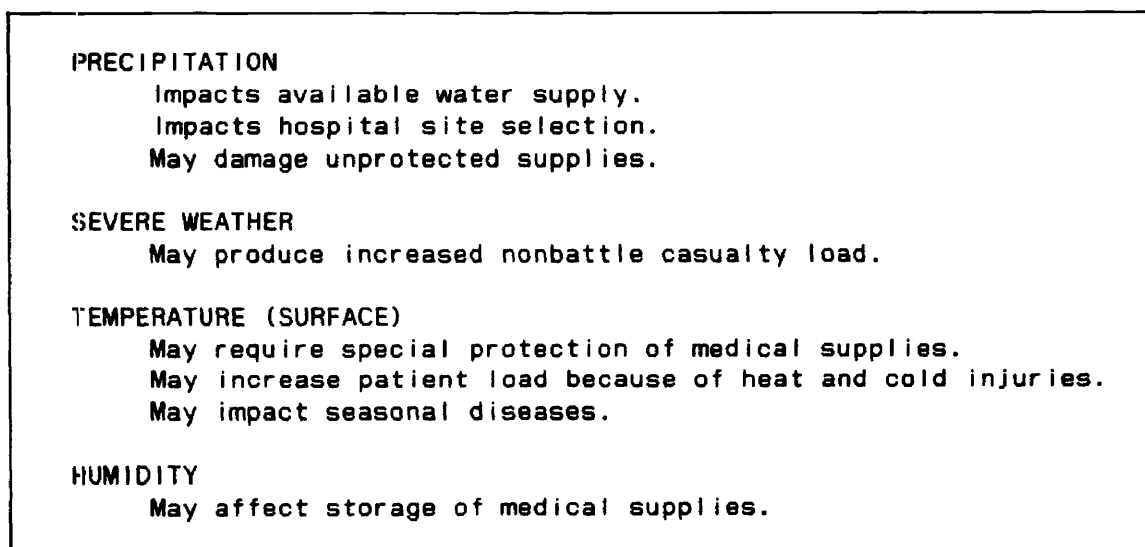 PRECIPITATION
Impacts available water supply.
Impacts hospital site selection.
May damage unprotected supplies.
SEVERE WEATHER
May produce increased nonbattle casualty load.
TEMPERATURE (SURFACE)
May require special protection of medical supplies.
May increase patient load because of heat and cold injuries.
May impact seasonal diseases.
HUMIDITY
May affect storage of medical supplies.